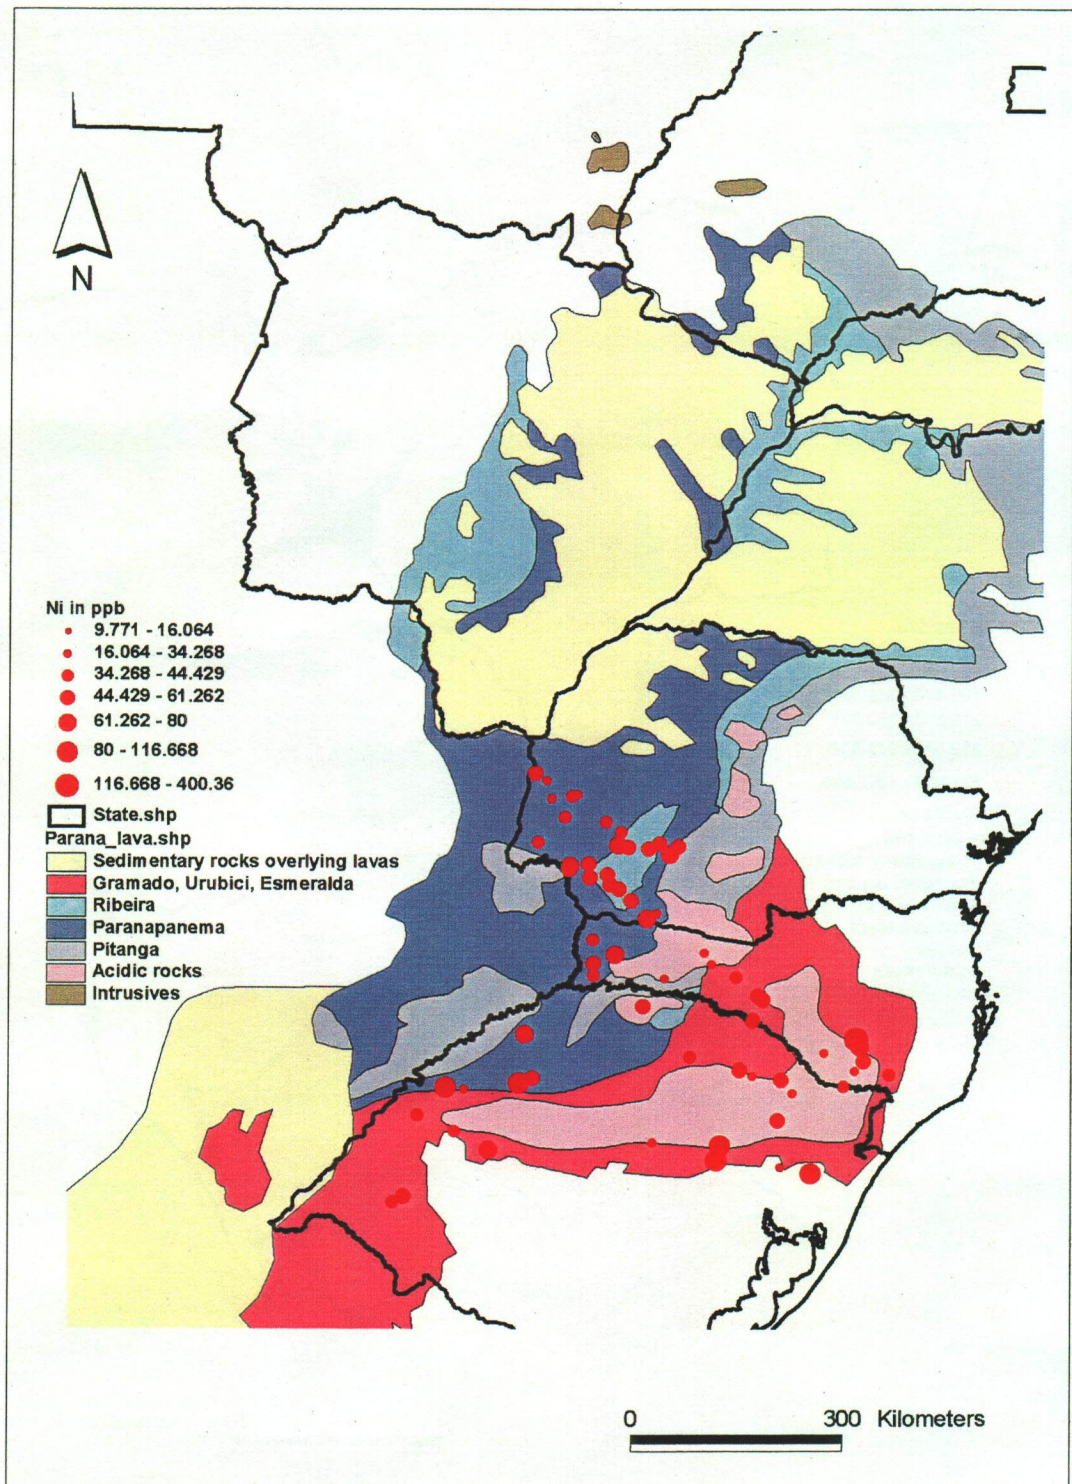 N
Ni in ppb
9.771 - 16.064
16.064 - 34.268
34.268 - 44.429
44.429 - 61.262
61.262 - 80
80 - 116.668
116.668 - 400.36
State.shp
Parana_lava.shp
Sedimentary rocks overlying lavas
Gramado, Urubici, Esmeralda
Ribeira
Paranapanema
Pitanga
Acidic rocks
Intrusives
0 300 Kilometers